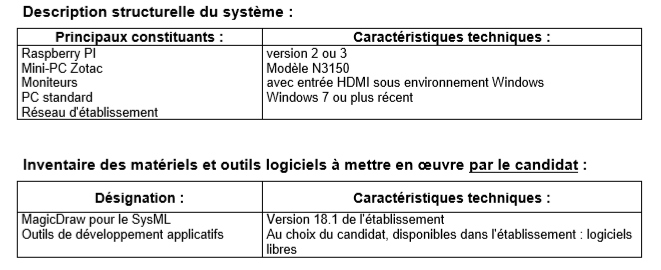 Description structurelle du système :
Principaux constituants : Caractéristiques techniques :
Raspberry PI version 2 ou 3
Mini-PC Zotac Modèle N3150
Moniteurs avec entrée HDMI sous environnement Windows
PC standard Windows 7 ou plus récent
Réseau d'établissement
Inventaire des matériels et outils logiciels à mettre en œuvre par le candidat :
Désignation : Caractéristiques techniques :
MagicDraw pour le SysML Version 18.1 de l'établissement
Outils de développement applicatifs Au choix du candidat, disponibles dans l'établissement : logiciels
libres